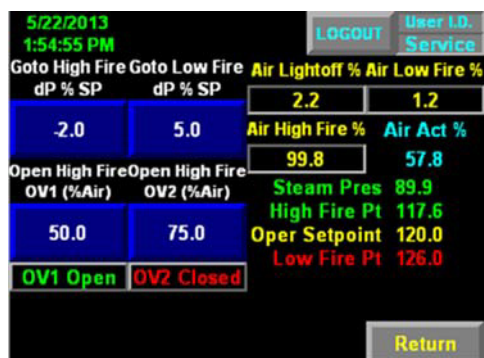 5/22/2013
1:54:55 PM
LOGOUT
User I.D.
Service
Goto High Fire
dP % SP
Goto Low Fire
dP % SP
Air Lightoff %
Air Low Fire %
-2.0
5.0
2.2
1.2
Air High Fire %
Air Act %
99.8
57.8
Open High Fire
OV1 (%Air)
Open High Fire
OV2 (%Air)
Steam Pres 89.9
High Fire Pt 117.6
50.0
75.0
Oper Setpoint 120.0
Low Fire Pt 126.0
OV1 Open
OV2 Closed
Return